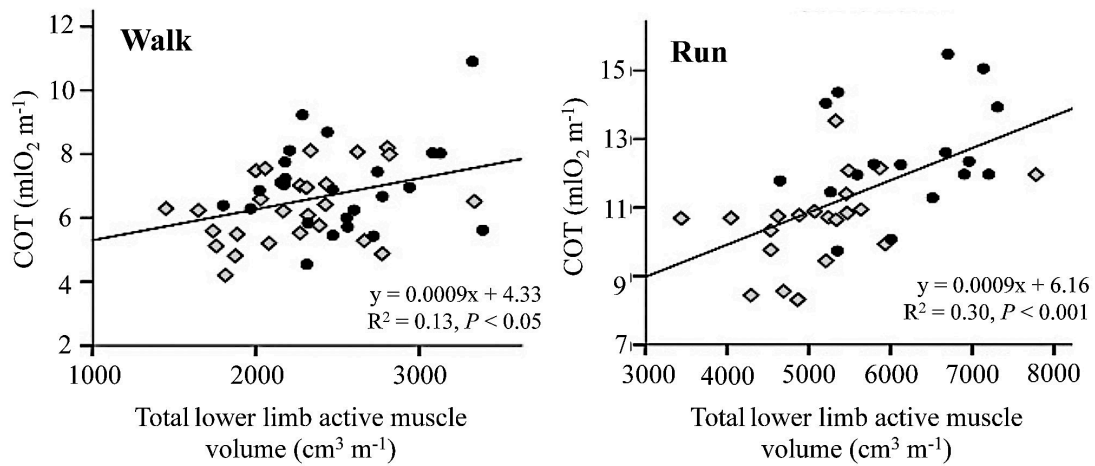 Walk
COT (mlO₂ m⁻¹)
12
10
8
6
4
2
1000 2000 3000
y = 0.0009x + 4.33
R² = 0.13, P < 0.05
Total lower limb active muscle
volume (cm³ m⁻¹)
Run
COT (mlO₂ m⁻¹)
15
13
11
9
7
3000 4000 5000 6000 7000 8000
y = 0.0009x + 6.16
R² = 0.30, P < 0.001
Total lower limb active muscle
volume (cm³ m⁻¹)